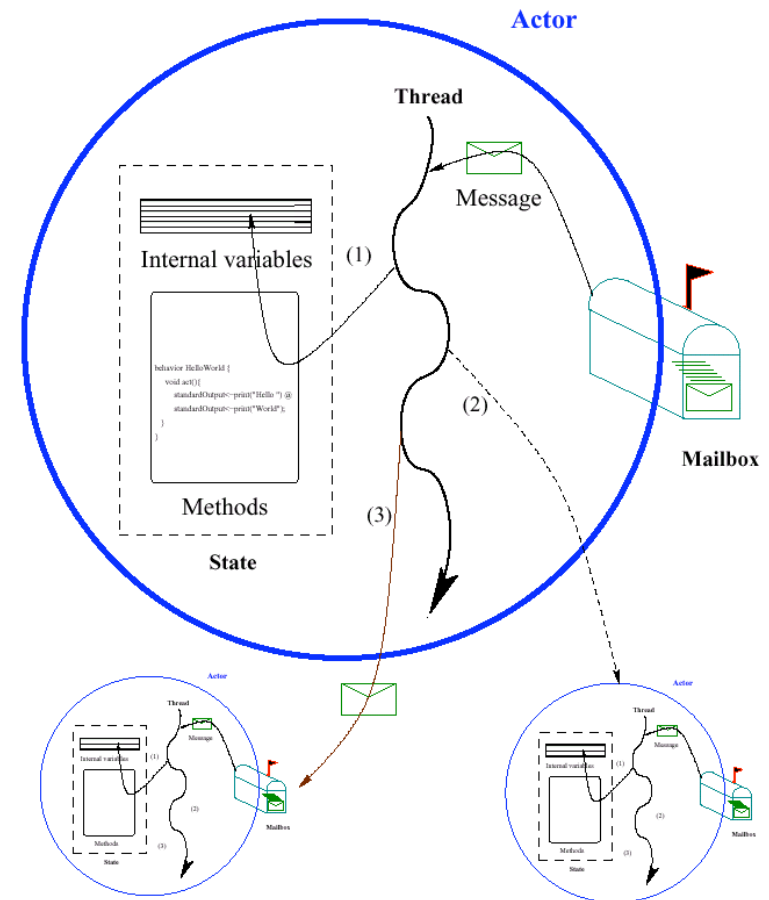 Actor
Thread
Message
Internal variables
(1)
behavior HelloWorld {
void act(){
standardOutput<-print("Hello ") @
standardOutput<-print("World");
}
}
(2)
Mailbox
Methods
(3)
State
Actor
Thread
Message
Internal variables
(1)
(2)
Mailbox
Methods
(3)
State
Actor
Thread
Message
Internal variables
(1)
(2)
Mailbox
Methods
(3)
State